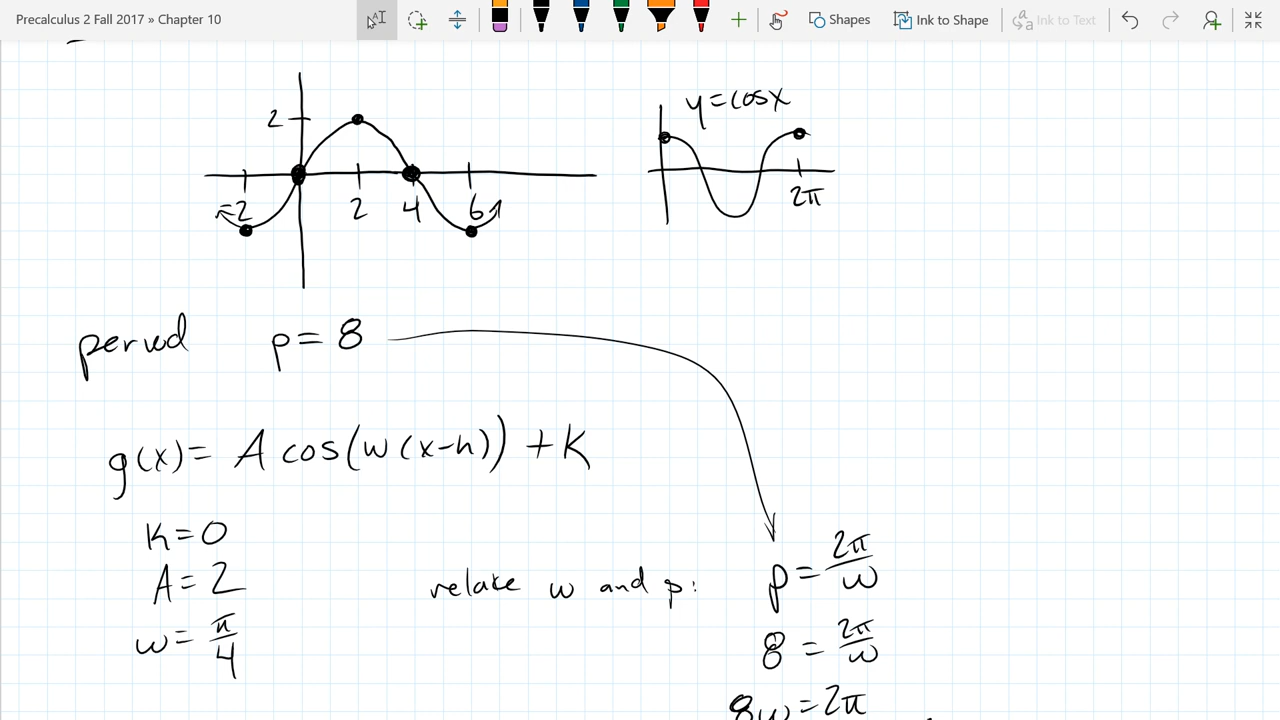 Precalculus 2 Fall 2017 » Chapter 10
Shapes
Ink to Shape
Ink to Text
y=cosx
2
-2 2 4 6
2π
period p = 8
g(x) = A cos(w(x-h)) + K
K = 0
A = 2
w = π/4
relate w and p:
p = 2π/w
8 = 2π/w
8w = 2π